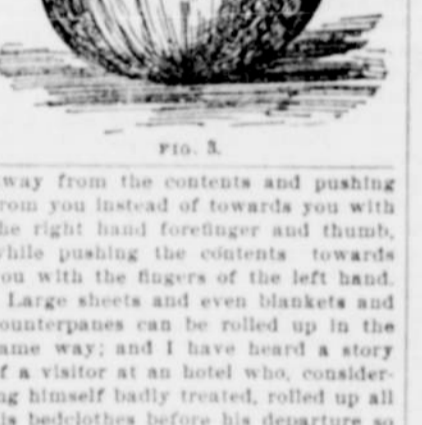 FIG. 3.
way from the contents and pushing
rom you instead of towards you with
he right hand forefinger and thumb,
while pushing the contents towards
ou with the fingers of the left hand.
Large sheets and even blankets and
ounterpanes can be rolled up in the
ame way; and I have heard a story
f a visitor at an hotel who, consider-
ng himself badly treated, rolled up all
is bedclothes before his departure so